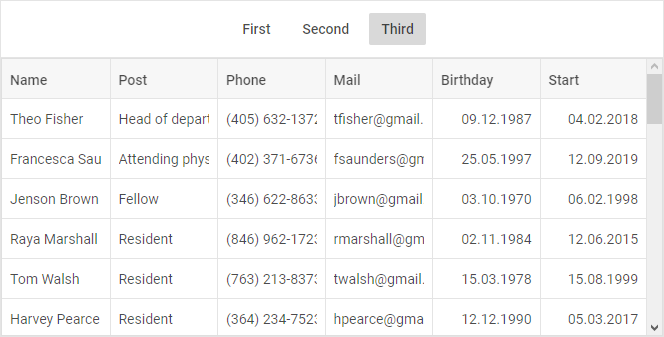 First Second Third
Name Post Phone Mail Birthday Start
Theo Fisher Head of depart (405) 632-1372 tfisher@gmail. 09.12.1987 04.02.2018
Francesca Sau Attending phys (402) 371-6736 fsaunders@gm 25.05.1997 12.09.2019
Jenson Brown Fellow (346) 622-8633 jbrown@gmail 03.10.1970 06.02.1998
Raya Marshall Resident (846) 962-1723 rmarshall@gm 02.11.1984 12.06.2015
Tom Walsh Resident (763) 213-8373 twalsh@gmail. 15.03.1978 15.08.1999
Harvey Pearce Resident (364) 234-7523 hpearce@gma 12.12.1990 05.03.2017